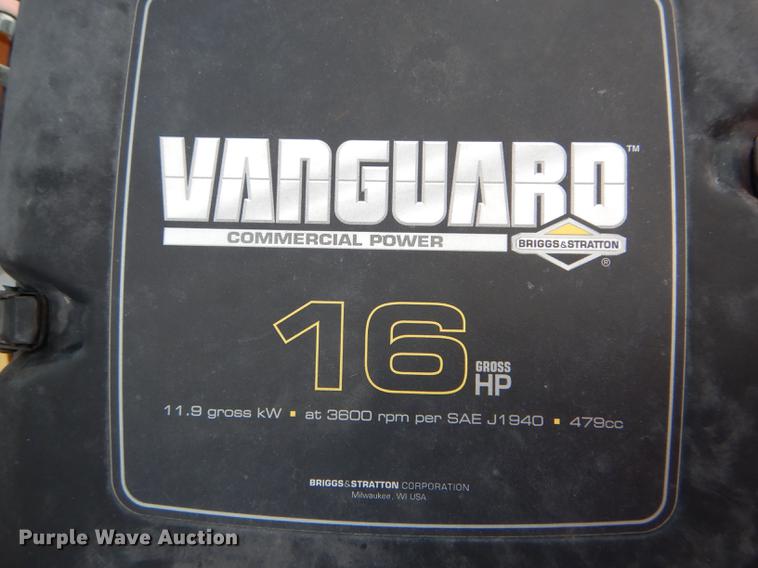 VANGUARD™
COMMERCIAL POWER
BRIGGS&STRATTON®
16 GROSS HP
11.9 gross kW ▪ at 3600 rpm per SAE J1940 ▪ 479cc
BRIGGS&STRATTON CORPORATION
Milwaukee, WI USA
Purple Wave Auction